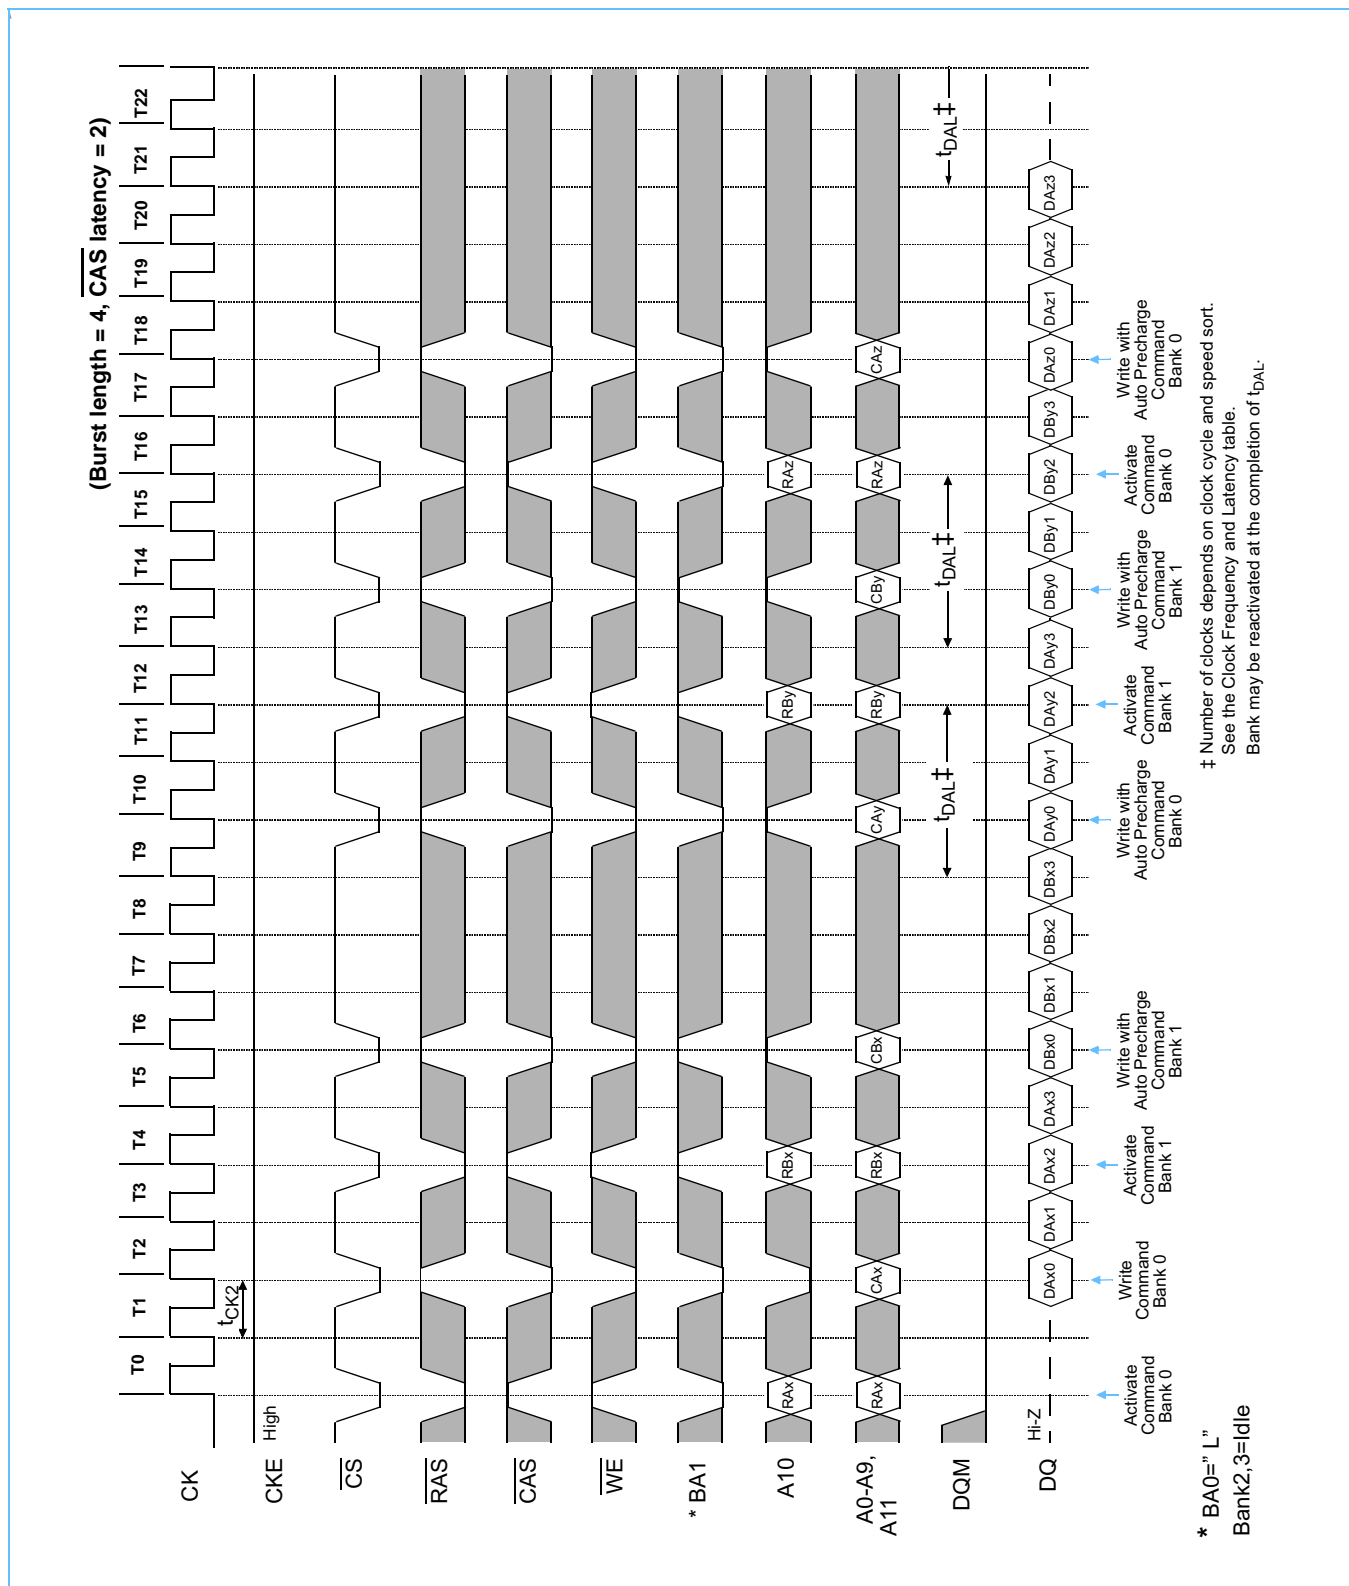 (Burst length = 4, CAS latency = 2)
T0 T1 T2 T3 T4 T5 T6 T7 T8 T9 T10 T11 T12 T13 T14 T15 T16 T17 T18 T19 T20 T21 T22
CK
tCK2
CKE
High
CS
RAS
CAS
WE
* BA1
A10
RAx RBx RBy RAz
A0-A9,
A11
RAx CAx RBx CBx CAy RBy CBy RAz CAz
DQM
tDAL‡ tDAL‡ tDAL‡
DQ
Hi-Z
DAx0 DAx1 DAx2 DAx3 DBx0 DBx1 DBx2 DBx3 DAy0 DAy1 DAy2 DAy3 DBy0 DBy1 DBy2 DBy3 DAz0 DAz1 DAz2 DAz3
Activate
Command
Bank 0
Write
Command
Bank 0
Activate
Command
Bank 1
Write with
Auto Precharge
Command
Bank 1
Write with
Auto Precharge
Command
Bank 0
Activate
Command
Bank 1
Write with
Auto Precharge
Command
Bank 1
Activate
Command
Bank 0
Write with
Auto Precharge
Command
Bank 0
* BA0=" L"
Bank2,3=Idle
‡ Number of clocks depends on clock cycle and speed sort.
See the Clock Frequency and Latency table.
Bank may be reactivated at the completion of tDAL.